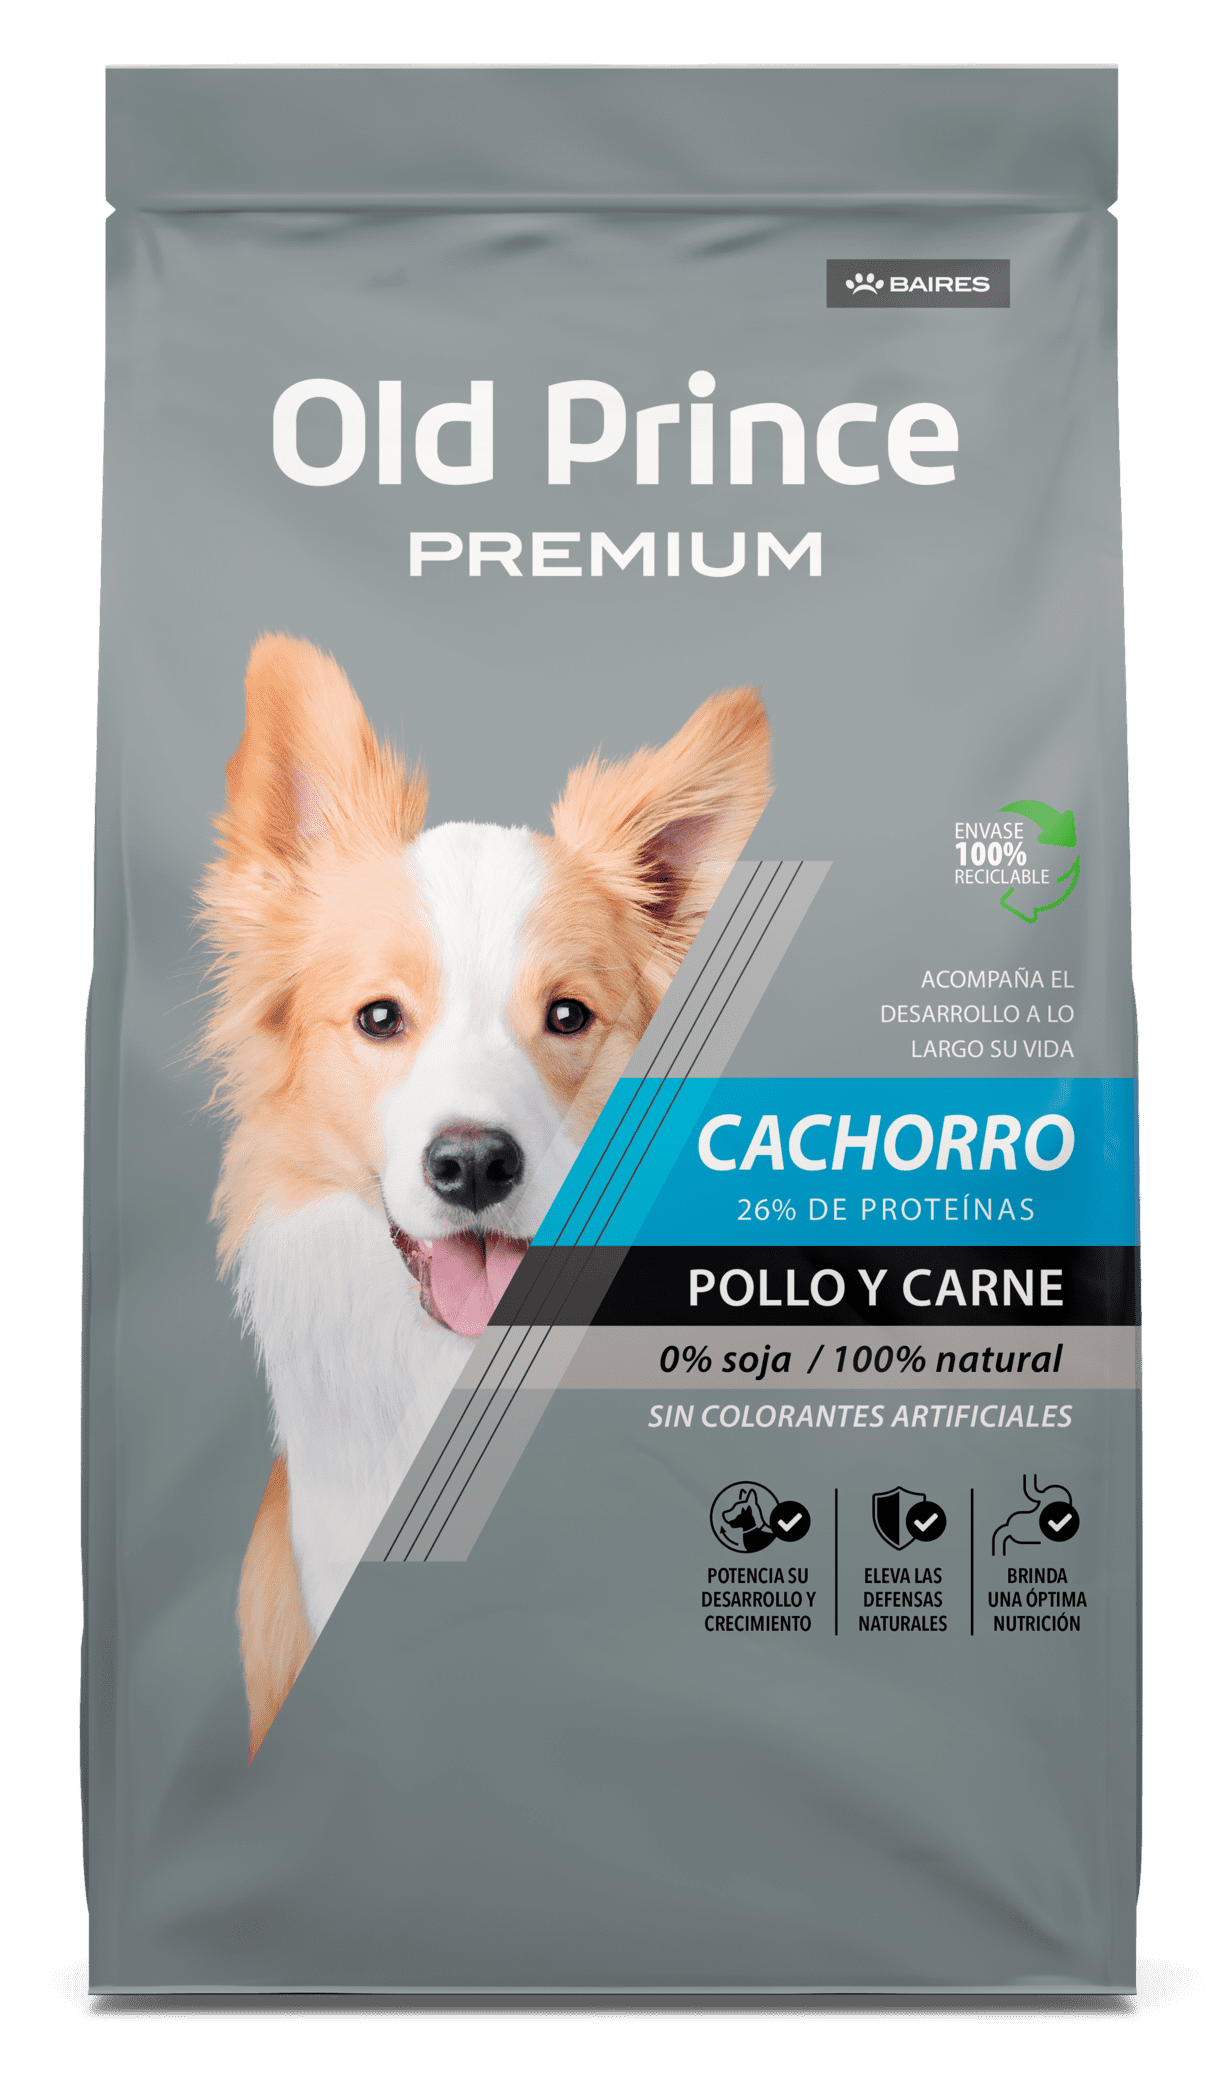 BAIRES
Old Prince
PREMIUM
ENVASE
100%
RECICLABLE
ACOMPAÑA EL
DESARROLLO A LO
LARGO SU VIDA
CACHORRO
26% DE PROTEÍNAS
POLLO Y CARNE
0% soja / 100% natural
SIN COLORANTES ARTIFICIALES
POTENCIA SU
DESARROLLO Y
CRECIMIENTO
ELEVA LAS
DEFENSAS
NATURALES
BRINDA
UNA ÓPTIMA
NUTRICIÓN